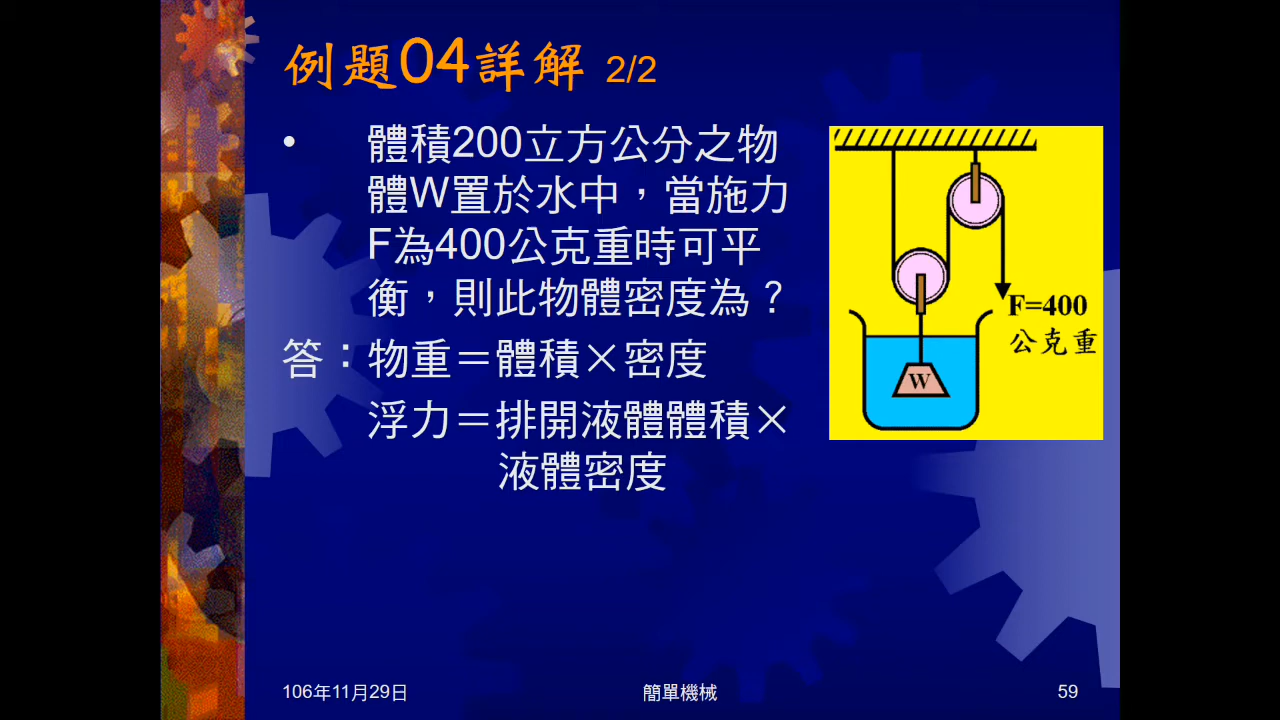 例題04詳解 2/2
• 體積200立方公分之物
體W置於水中，當施力
F為400公克重時可平
衡，則此物體密度為？
答：物重＝體積×密度
浮力＝排開液體體積×
液體密度
F=400
公克重
W
106年11月29日
簡單機械
59